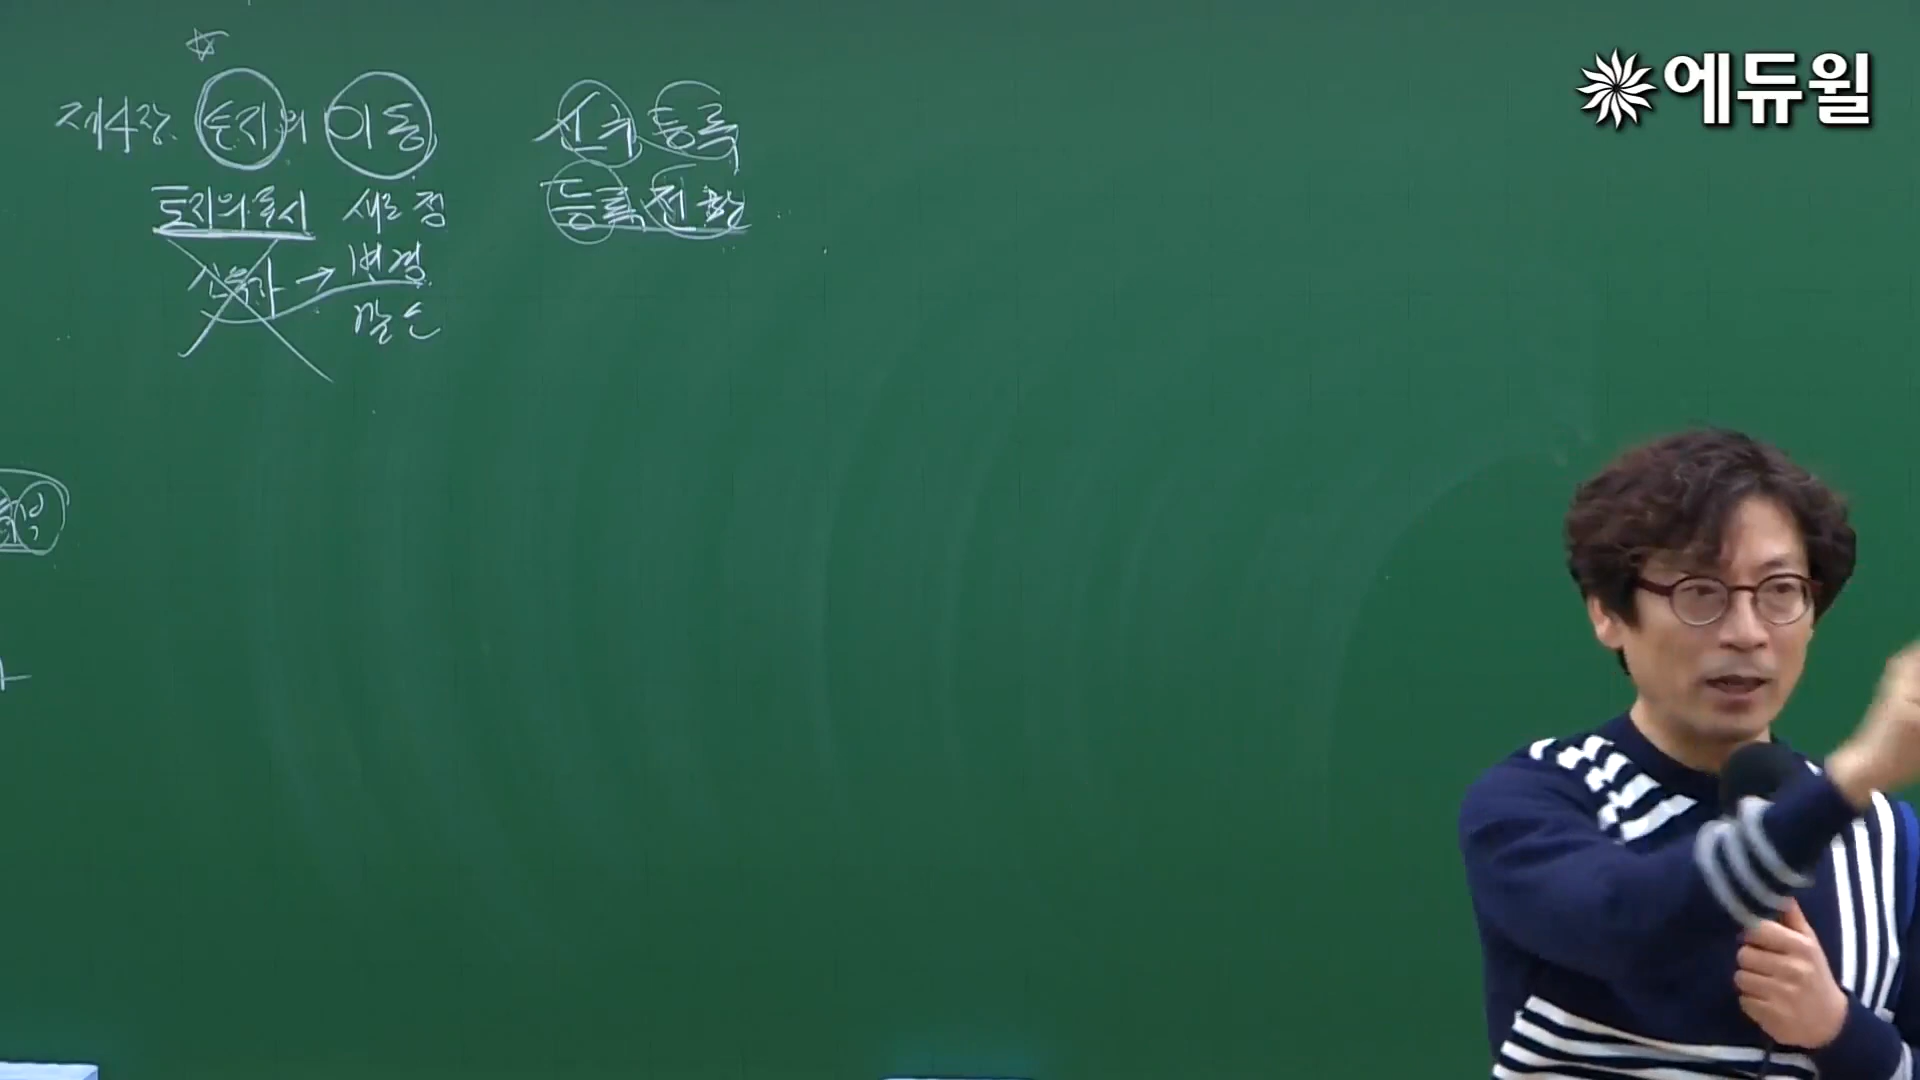 제4장 토지의 이동
토지의 표시 새로 정
변경
말소
신규 등록
등록 전환
에듀윌